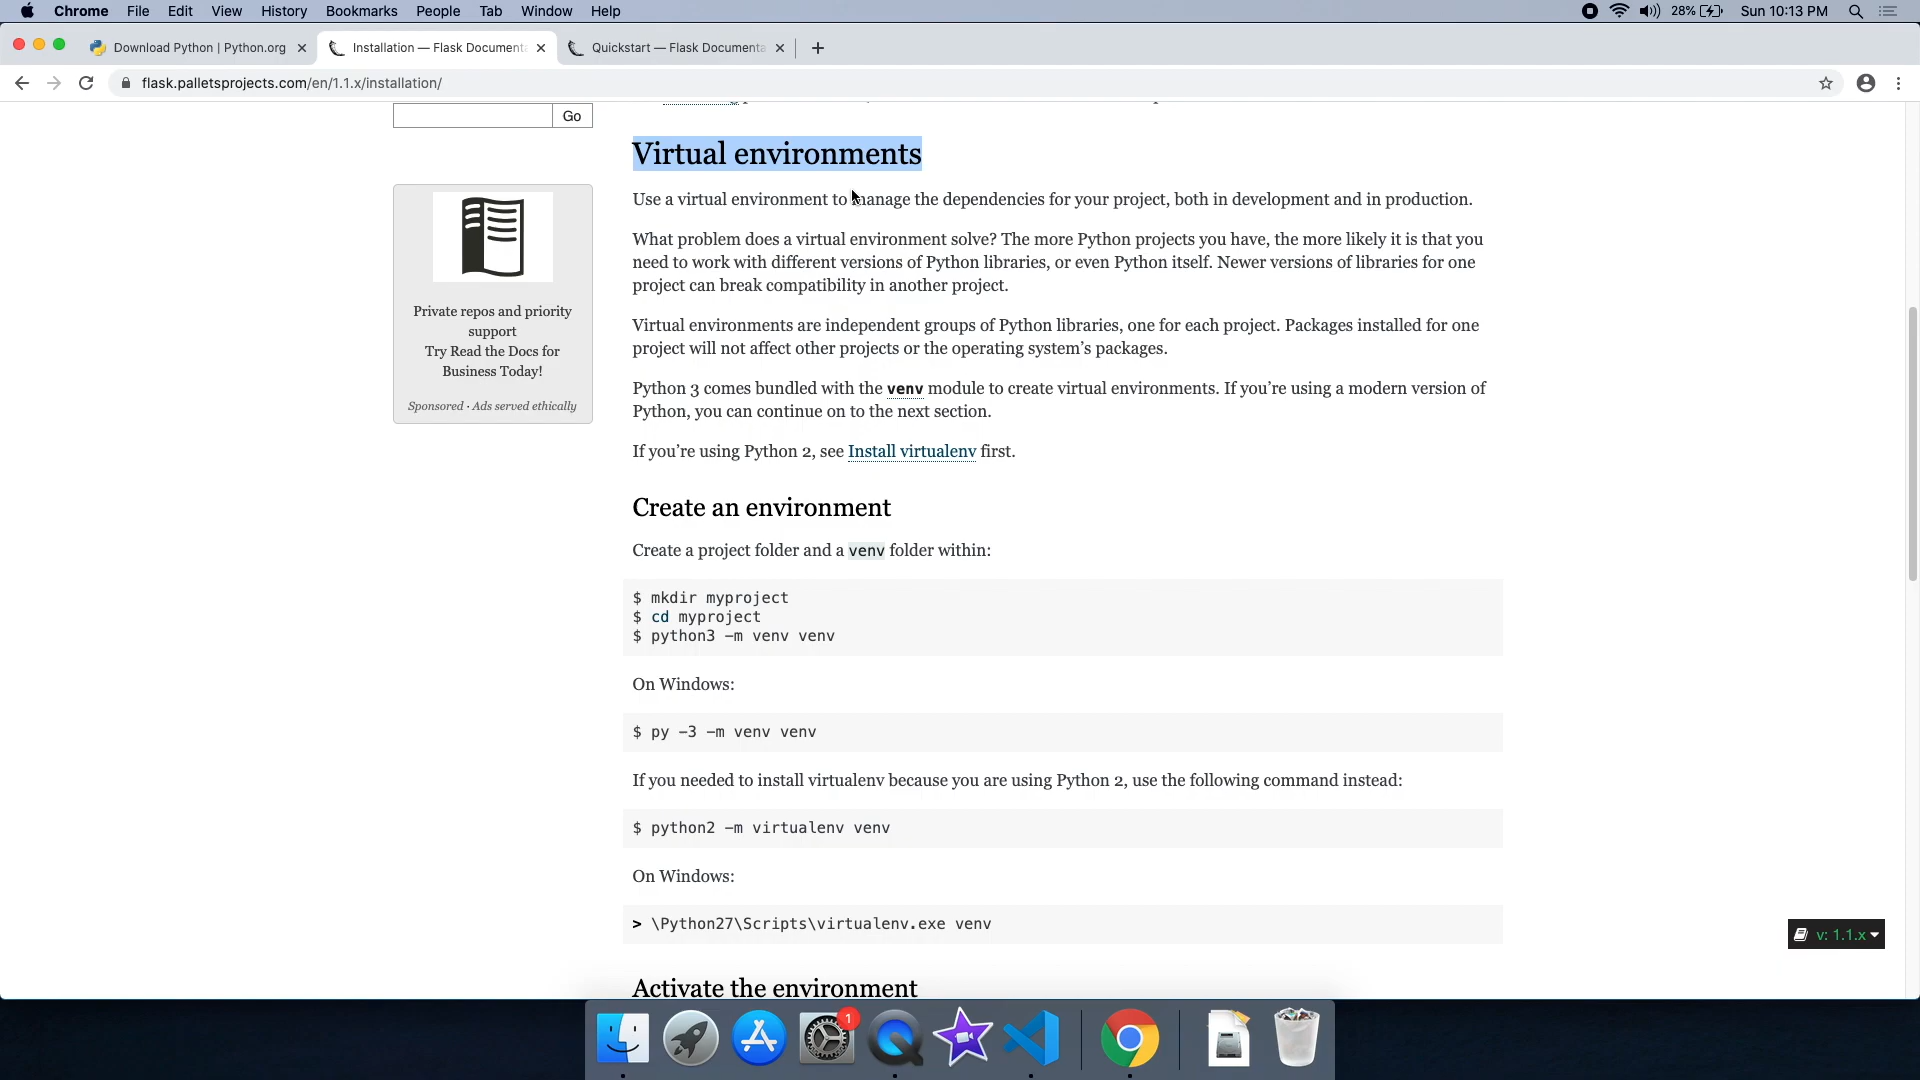 Chrome File Edit View History Bookmarks People Tab Window Help 28% Sun 10:13 PM
Download Python | Python.org Installation — Flask Documenta Quickstart — Flask Documenta
flask.palletsprojects.com/en/1.1.x/installation/
Go
Virtual environments
Use a virtual environment to manage the dependencies for your project, both in development and in production.
What problem does a virtual environment solve? The more Python projects you have, the more likely it is that you
need to work with different versions of Python libraries, or even Python itself. Newer versions of libraries for one
project can break compatibility in another project.
Private repos and priority
support
Try Read the Docs for
Business Today!
Sponsored · Ads served ethically
Virtual environments are independent groups of Python libraries, one for each project. Packages installed for one
project will not affect other projects or the operating system’s packages.
Python 3 comes bundled with the venv module to create virtual environments. If you’re using a modern version of
Python, you can continue on to the next section.
If you’re using Python 2, see Install virtualenv first.
Create an environment
Create a project folder and a venv folder within:
$ mkdir myproject
$ cd myproject
$ python3 -m venv venv
On Windows:
$ py -3 -m venv venv
If you needed to install virtualenv because you are using Python 2, use the following command instead:
$ python2 -m virtualenv venv
On Windows:
> \Python27\Scripts\virtualenv.exe venv
v: 1.1.x
Activate the environment
1